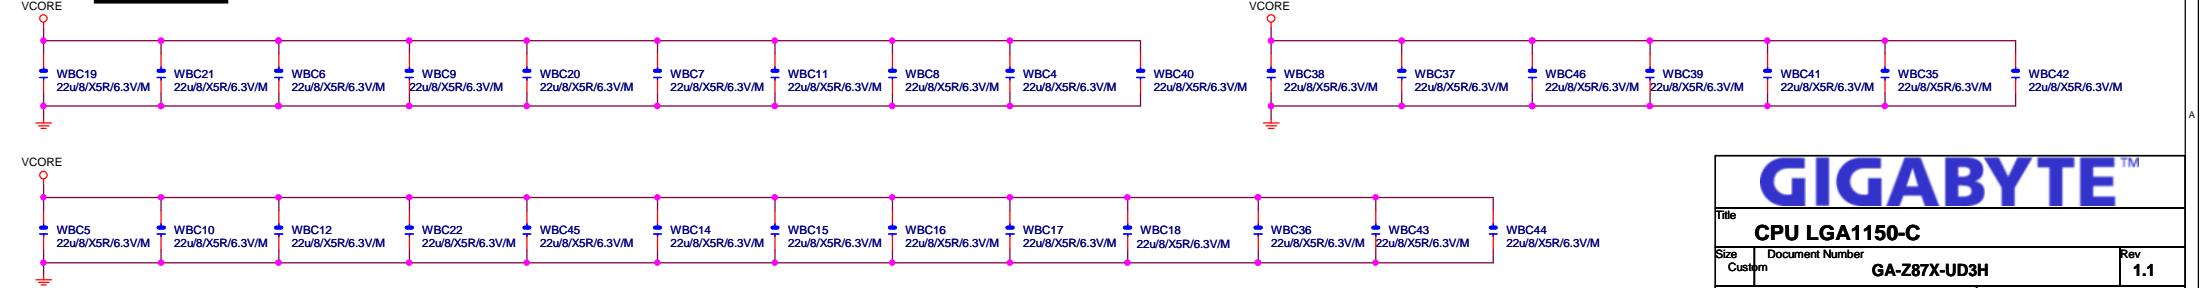 VCORE
WBC19 WBC21 WBC6 WBC9 WBC20 WBC7 WBC11 WBC8 WBC4 WBC40
22u/8/X5R/6.3V/M 22u/8/X5R/6.3V/M 22u/8/X5R/6.3V/M 22u/8/X5R/6.3V/M 22u/8/X5R/6.3V/M 22u/8/X5R/6.3V/M 22u/8/X5R/6.3V/M 22u/8/X5R/6.3V/M 22u/8/X5R/6.3V/M 22u/8/X5R/6.3V/M
VCORE
WBC38 WBC37 WBC46 WBC39 WBC41 WBC35 WBC42
22u/8/X5R/6.3V/M 22u/8/X5R/6.3V/M 22u/8/X5R/6.3V/M 22u/8/X5R/6.3V/M 22u/8/X5R/6.3V/M 22u/8/X5R/6.3V/M 22u/8/X5R/6.3V/M
A
VCORE
WBC5 WBC10 WBC12 WBC22 WBC45 WBC14 WBC15 WBC16 WBC17 WBC18 WBC36 WBC43 WBC44
22u/8/X5R/6.3V/M 22u/8/X5R/6.3V/M 22u/8/X5R/6.3V/M 22u/8/X5R/6.3V/M 22u/8/X5R/6.3V/M 22u/8/X5R/6.3V/M 22u/8/X5R/6.3V/M 22u/8/X5R/6.3V/M 22u/8/X5R/6.3V/M 22u/8/X5R/6.3V/M 22u/8/X5R/6.3V/M 22u/8/X5R/6.3V/M 22u/8/X5R/6.3V/M
GIGABYTE™
Title
CPU LGA1150-C
Size Document Number Rev
Custom GA-Z87X-UD3H 1.1